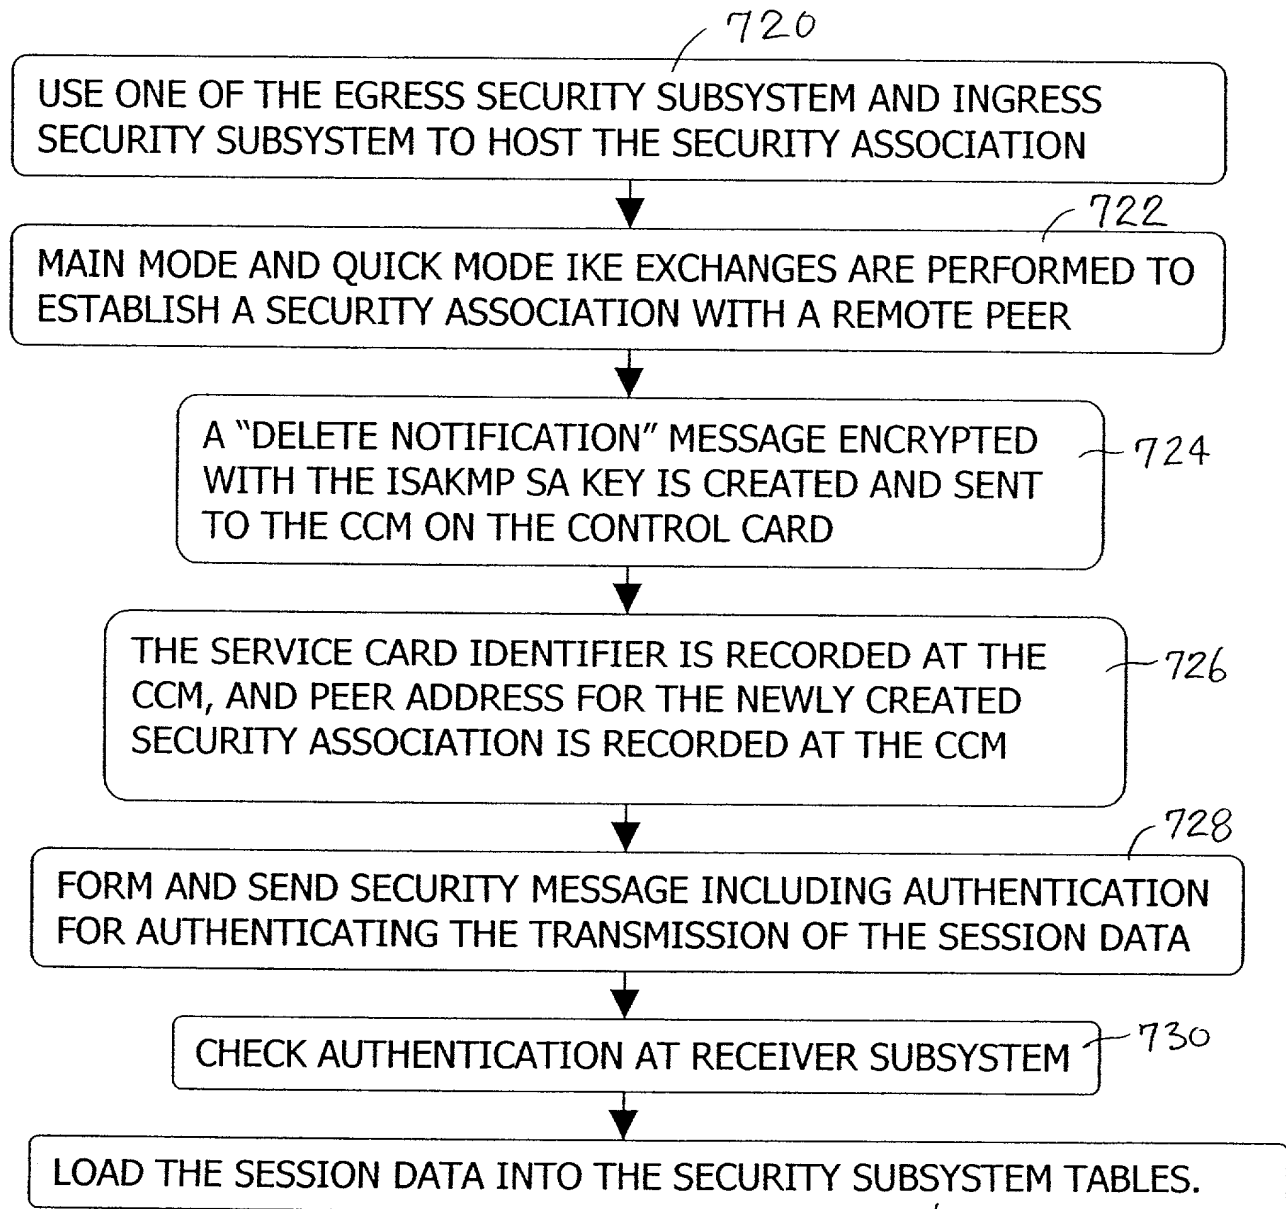 720
USE ONE OF THE EGRESS SECURITY SUBSYSTEM AND INGRESS
SECURITY SUBSYSTEM TO HOST THE SECURITY ASSOCIATION
722
MAIN MODE AND QUICK MODE IKE EXCHANGES ARE PERFORMED TO
ESTABLISH A SECURITY ASSOCIATION WITH A REMOTE PEER
A “DELETE NOTIFICATION” MESSAGE ENCRYPTED
WITH THE ISAKMP SA KEY IS CREATED AND SENT
TO THE CCM ON THE CONTROL CARD
724
THE SERVICE CARD IDENTIFIER IS RECORDED AT THE
CCM, AND PEER ADDRESS FOR THE NEWLY CREATED
SECURITY ASSOCIATION IS RECORDED AT THE CCM
726
728
FORM AND SEND SECURITY MESSAGE INCLUDING AUTHENTICATION
FOR AUTHENTICATING THE TRANSMISSION OF THE SESSION DATA
CHECK AUTHENTICATION AT RECEIVER SUBSYSTEM
730
LOAD THE SESSION DATA INTO THE SECURITY SUBSYSTEM TABLES.